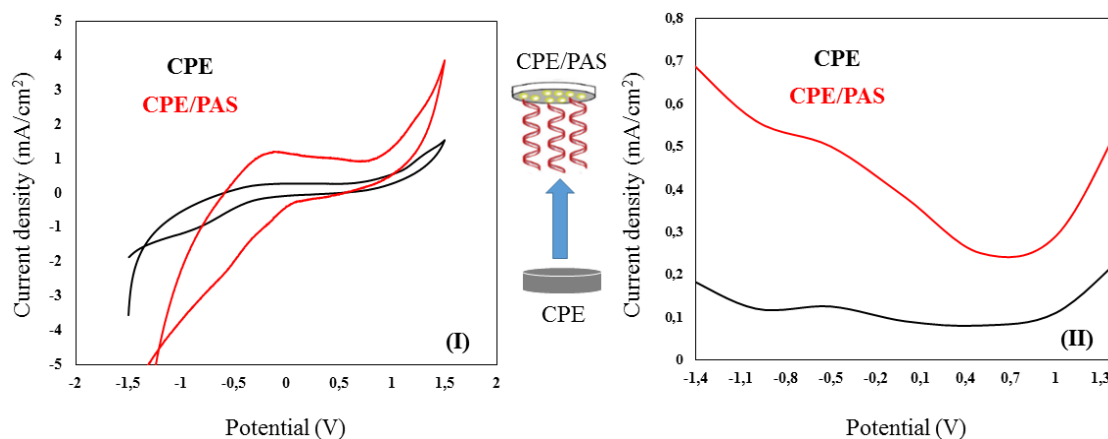 5
4
3
2
1
0
-1
-2
-3
-4
-5
Current density (mA/cm²)
CPE
CPE/PAS
(I)
-2 -1,5 -1 -0,5 0 0,5 1 1,5 2
Potential (V)
CPE/PAS
CPE
0,8
0,7
0,6
0,5
0,4
0,3
0,2
0,1
0
Current density (mA/cm²)
CPE
CPE/PAS
(II)
-1,4 -1,1 -0,8 -0,5 -0,2 0,1 0,4 0,7 1 1,3
Potential (V)